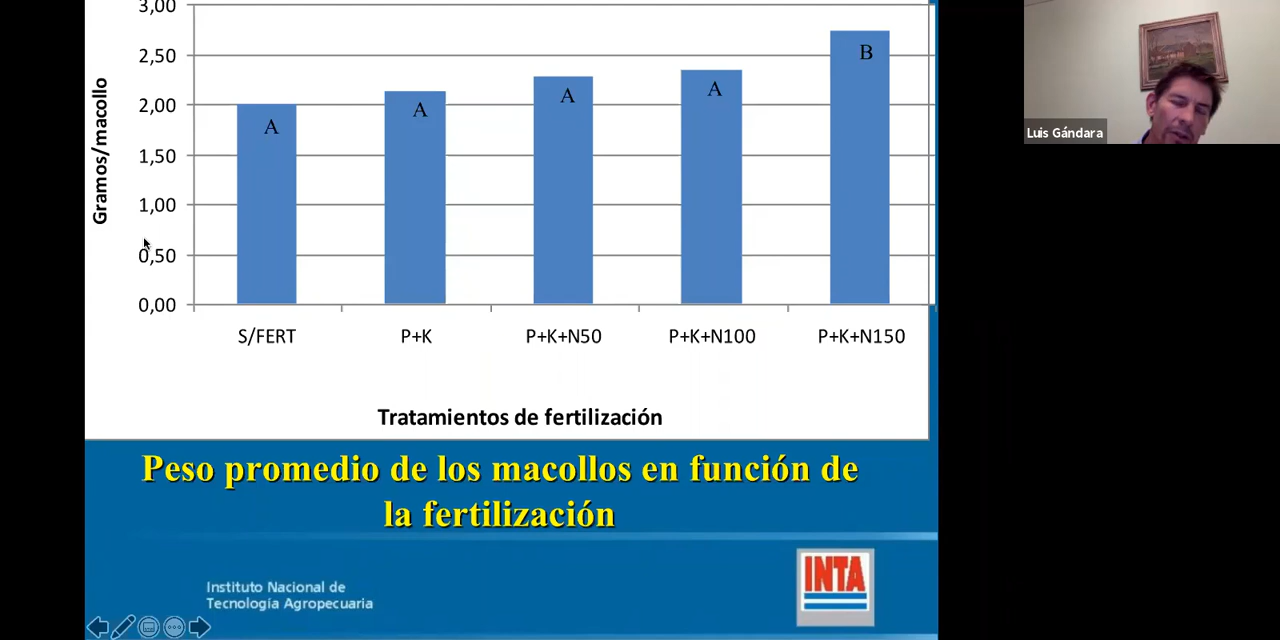 3,00
2,50
2,00
1,50
1,00
0,50
0,00
Gramos/macollo
A
A
A
A
B
S/FERT
P+K
P+K+N50
P+K+N100
P+K+N150
Tratamientos de fertilización
Peso promedio de los macollos en función de
la fertilización
Instituto Nacional de
Tecnología Agropecuaria
INTA
Luis Gándara